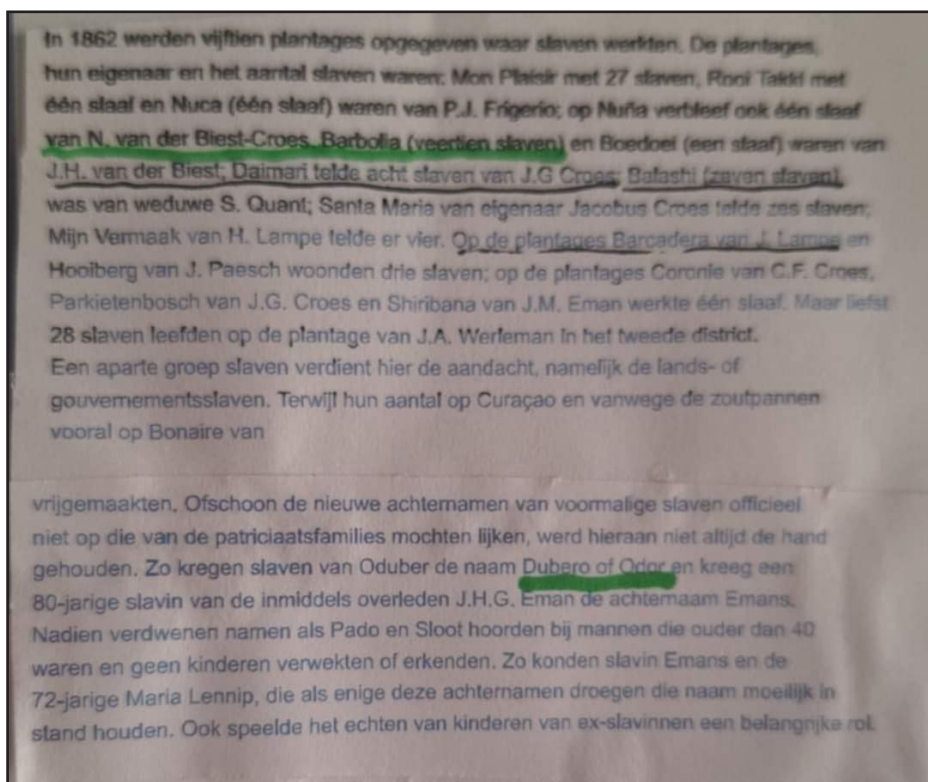 In 1862 werden vijftien plantages opgegeven waar slaven werkten. De plantages,
hun eigenaar en het aantal slaven waren: Mon Plaisir met 27 slaven, Rooi Takki met
één slaaf en Nuca (één slaaf) waren van P.J. Frigerio; op Nuña verbleef ook één slaaf
van N. van der Biest-Croes. Barbolia (veertien slaven) en Boedoei (een slaaf) waren van
J.H. van der Biest; Daimari telde acht slaven van J.G Croes; Balashi (zeven slaven),
was van weduwe S. Quant; Santa Maria van eigenaar Jacobus Croes telde zes slaven;
Mijn Vermaak van H. Lampe telde er vier. Op de plantages Barcadera van J. Lampe en
Hooiberg van J. Paesch woonden drie slaven; op de plantages Coronie van C.F. Croes,
Parkietenbosch van J.G. Croes en Shiribana van J.M. Eman werkte één slaaf. Maar liefst
28 slaven leefden op de plantage van J.A. Werleman in het tweede district.
Een aparte groep slaven verdient hier de aandacht, namelijk de lands- of
gouvernementsslaven. Terwijl hun aantal op Curaçao en vanwege de zoutpannen
vooral op Bonaire van
vrijgemaakten. Ofschoon de nieuwe achternamen van voormalige slaven officieel
niet op die van de patriciaatsfamilies mochten lijken, werd hieraan niet altijd de hand
gehouden. Zo kregen slaven van Oduber de naam Dubero of Odor en kreeg een
80-jarige slavin van de inmiddels overleden J.H.G. Eman de achternaam Emans.
Nadien verdwenen namen als Pado en Sloot hoorden bij mannen die ouder dan 40
waren en geen kinderen verwekten of erkenden. Zo konden slavin Emans en de
72-jarige Maria Lennip, die als enige deze achternamen droegen die naam moeilijk in
stand houden. Ook speelde het echten van kinderen van ex-slavinnen een belangrijke rol.